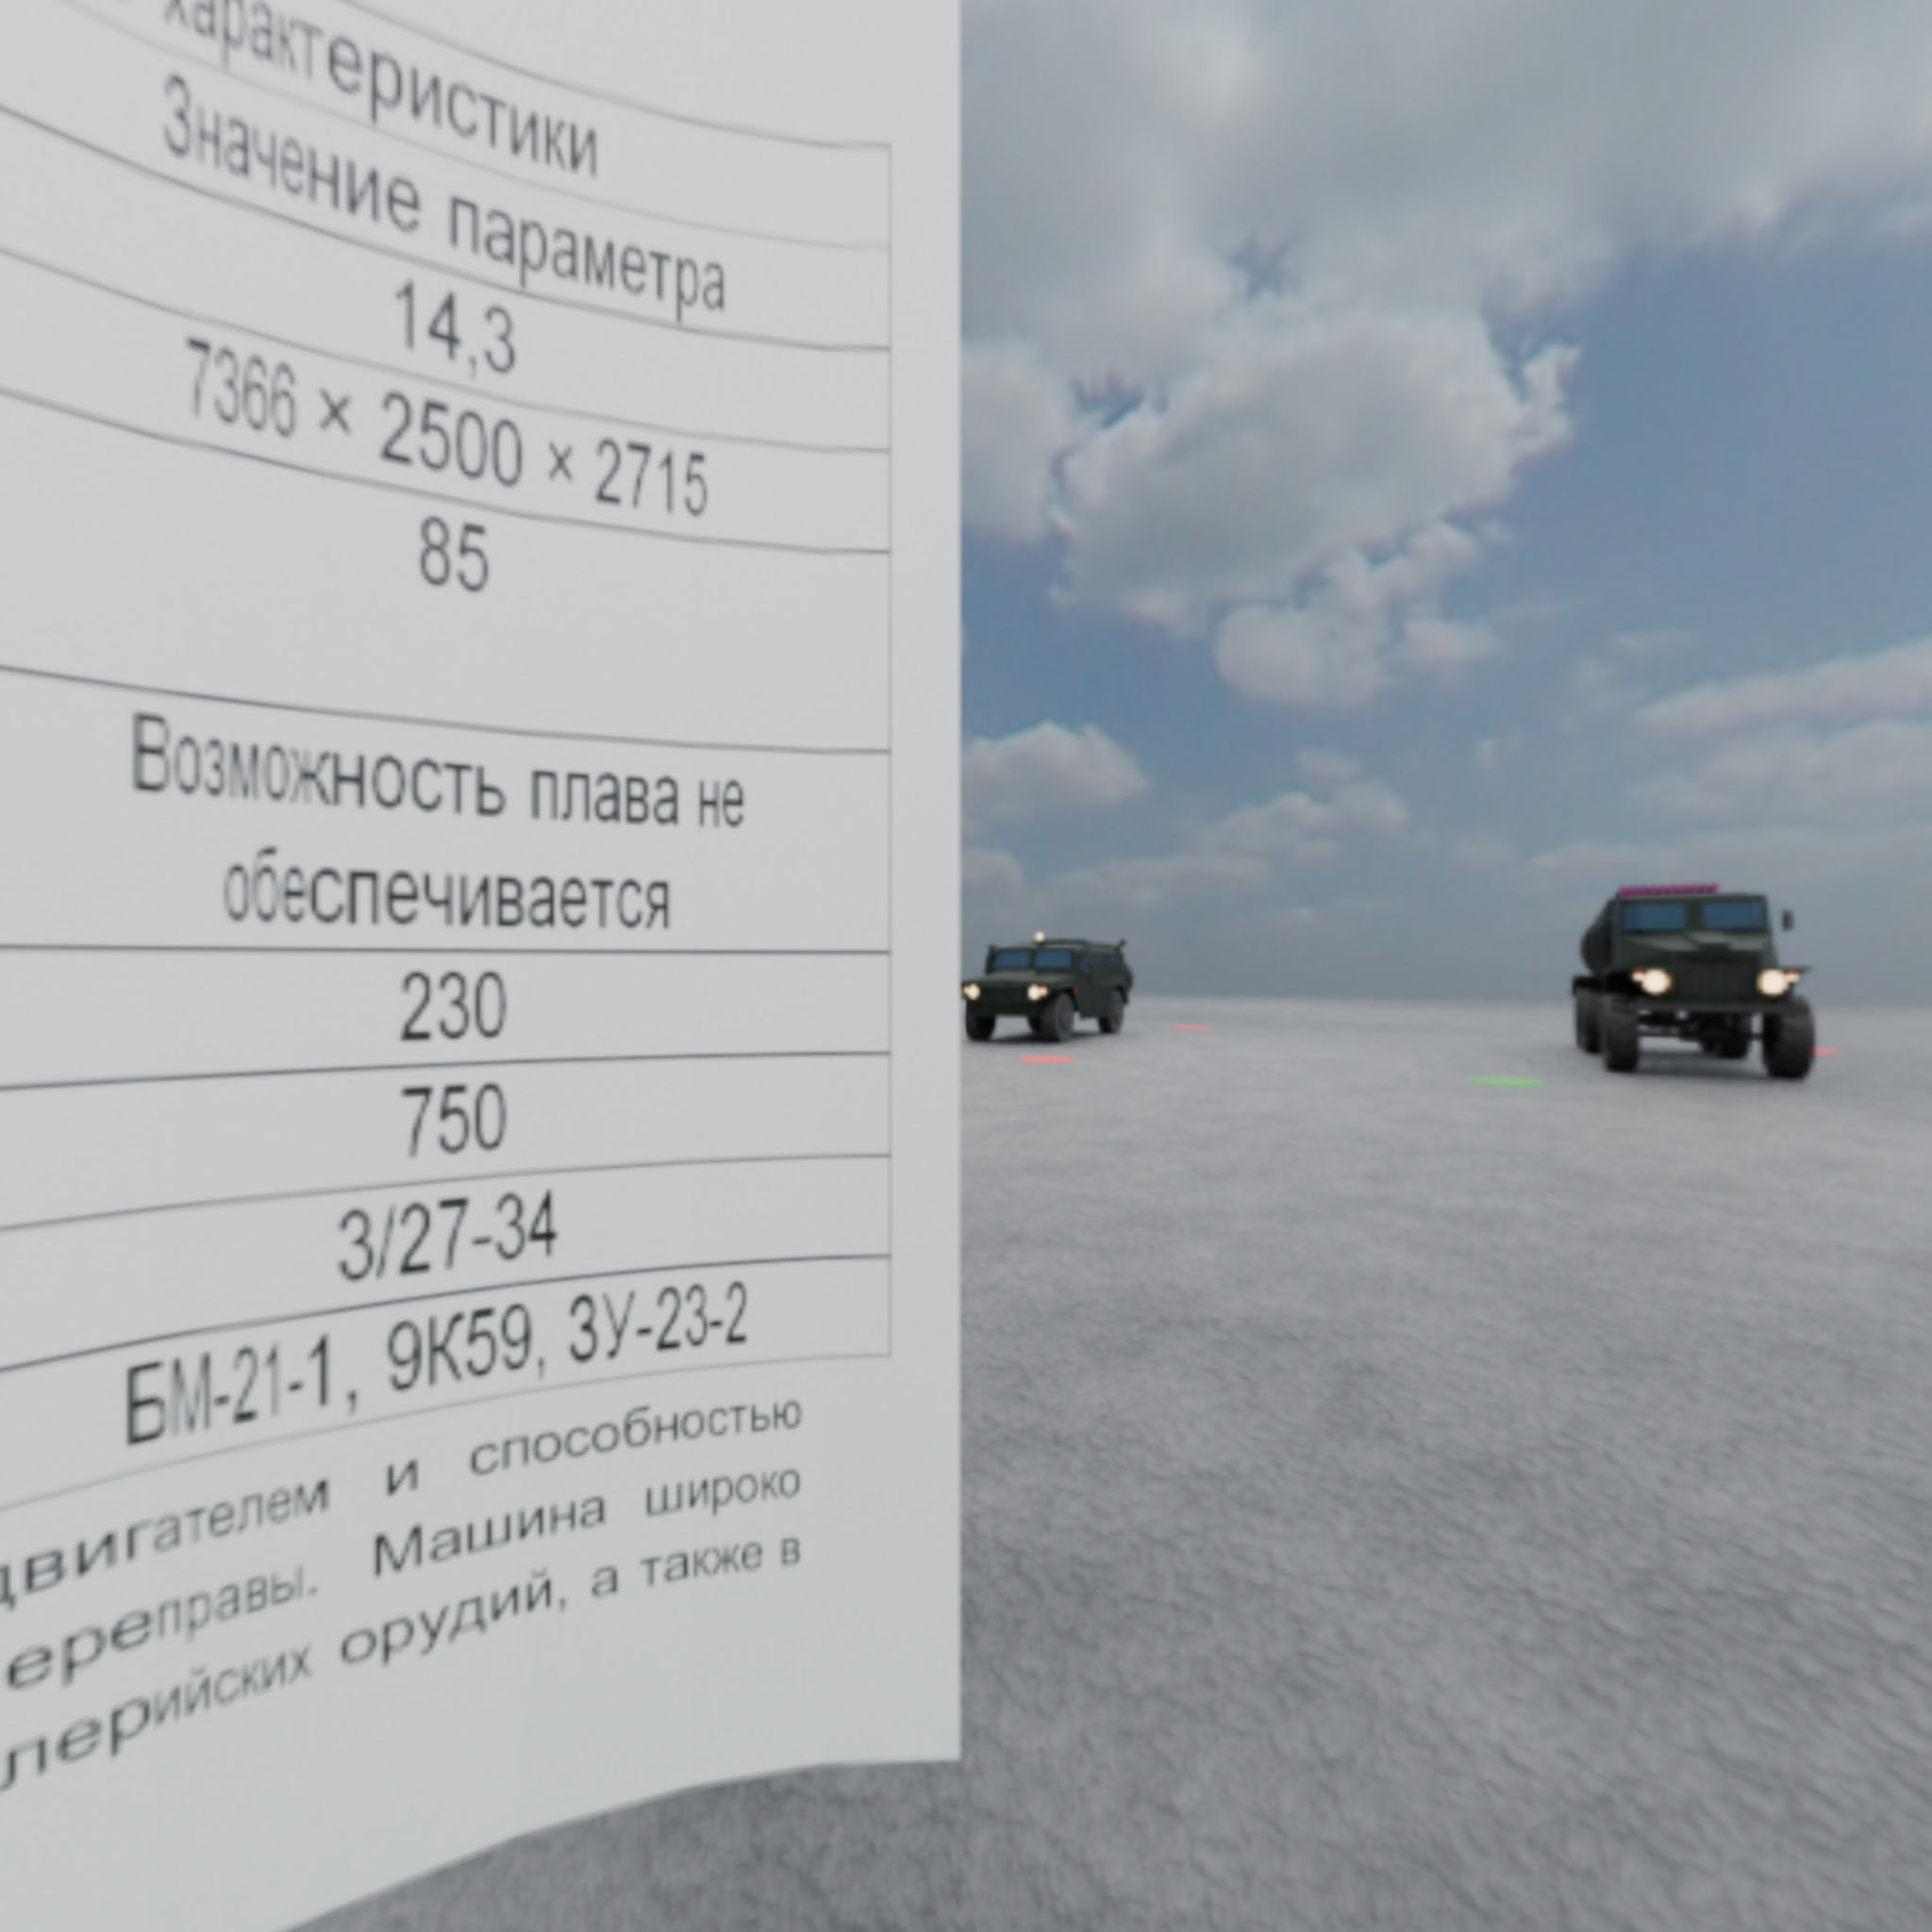 характеристики
Значение параметра
14,3
7366 × 2500 × 2715
85
Возможность плава не
обеспечивается
230
750
3/27-34
БМ-21-1, 9К59, ЗУ-23-2
двигателем и способностью
ереправы. Машина широко
лерийских орудий, а также в